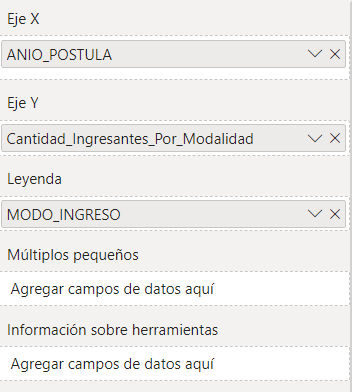 Eje X
ANIO_POSTULA
Eje Y
Cantidad_Ingresantes_Por_Modalidad
Leyenda
MODO_INGRESO
Múltiplos pequeños
Agregar campos de datos aquí
Información sobre herramientas
Agregar campos de datos aquí